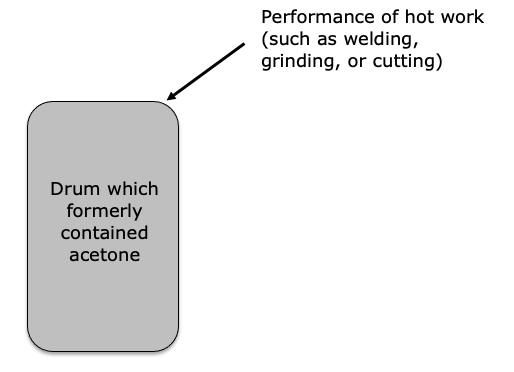 Performance of hot work
(such as welding,
grinding, or cutting)
Drum which
formerly
contained
acetone